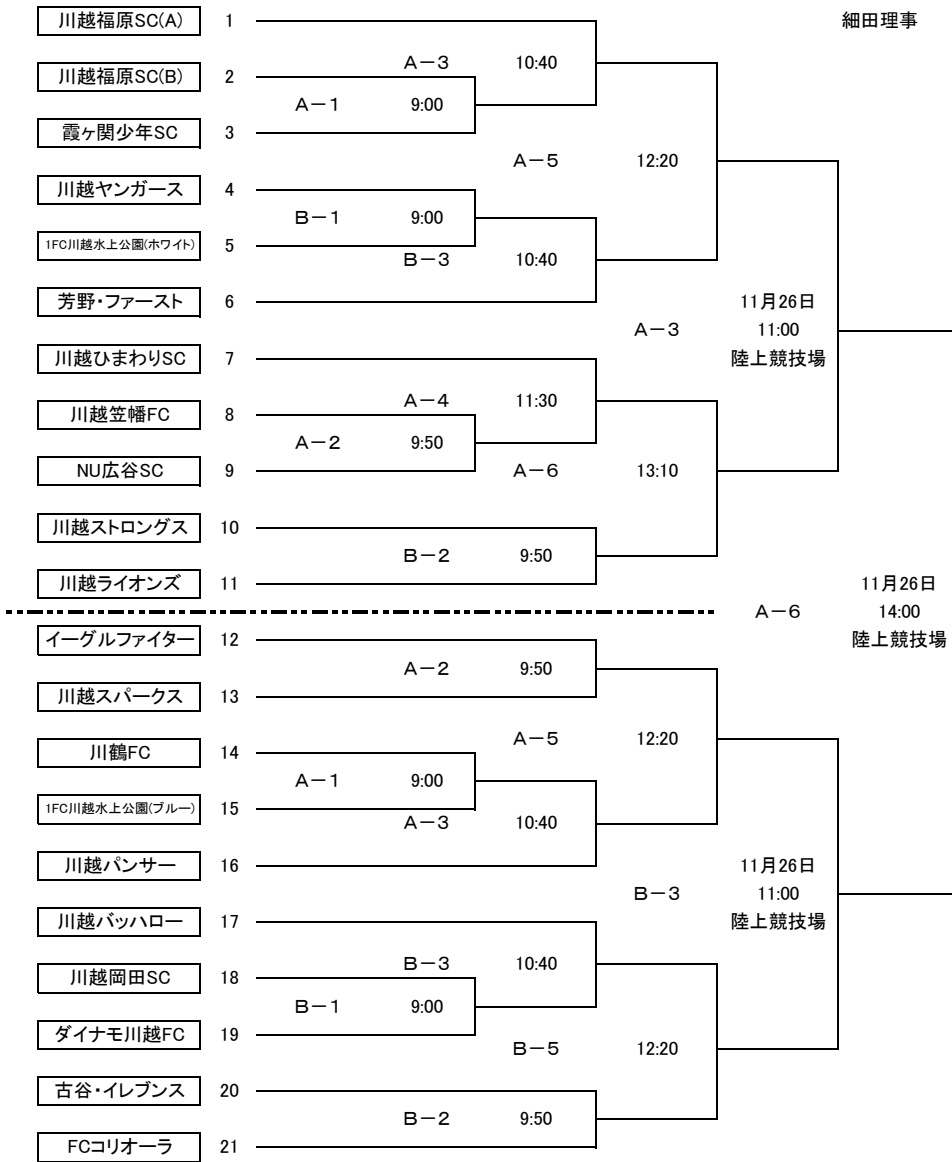 川越福原SC(A) 1 細田理事
A－3 10:40
川越福原SC(B) 2
A－1 9:00
霞ヶ関少年SC 3
A－5 12:20
川越ヤンガース 4
B－1 9:00
1FC川越水上公園(ホワイト) 5
B－3 10:40
芳野・ファースト 6
11月26日
A－3 11:00
陸上競技場
川越ひまわりSC 7
A－4 11:30
川越笠幡FC 8
A－2 9:50
NU広谷SC 9
A－6 13:10
川越ストロングス 10
B－2 9:50
川越ライオンズ 11
11月26日
A－6 14:00
陸上競技場
イーグルファイター 12
A－2 9:50
川越スパークス 13
A－5 12:20
川鶴FC 14
A－1 9:00
1FC川越水上公園(ブルー) 15
A－3 10:40
川越パンサー 16
11月26日
B－3 11:00
陸上競技場
川越バッハロー 17
B－3 10:40
川越岡田SC 18
B－1 9:00
ダイナモ川越FC 19
B－5 12:20
古谷・イレブンス 20
B－2 9:50
FCコリオーラ 21